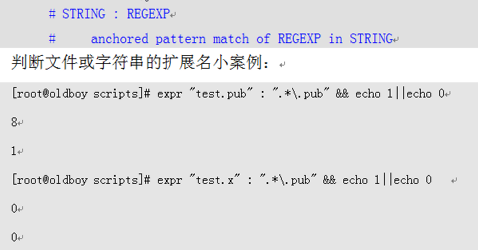 # STRING : REGEXP
#     anchored pattern match of REGEXP in STRING
判断文件或字符串的扩展名小案例：
[root@oldboy scripts]# expr "test.pub" : ".*\.pub" && echo 1||echo 0
8
1
[root@oldboy scripts]# expr "test.x" : ".*\.pub" && echo 1||echo 0
0
0